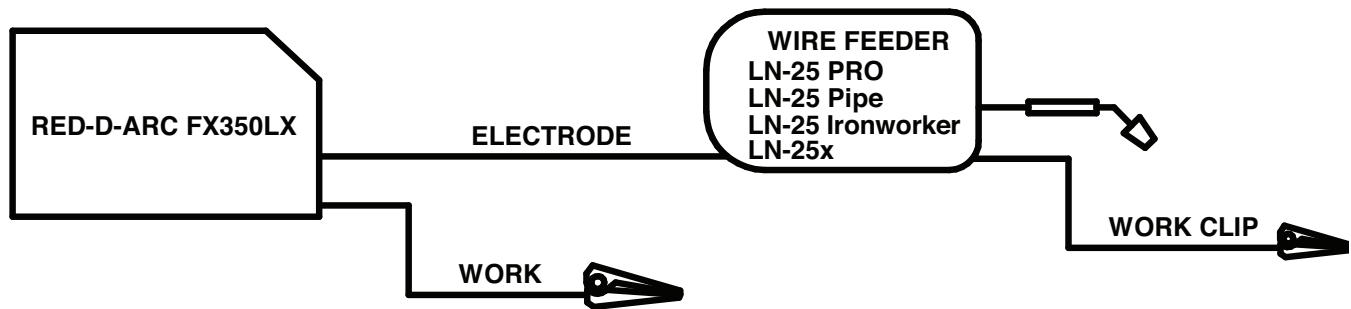 RED-D-ARC FX350LX
ELECTRODE
WORK
WIRE FEEDER
LN-25 PRO
LN-25 Pipe
LN-25 Ironworker
LN-25x
WORK CLIP